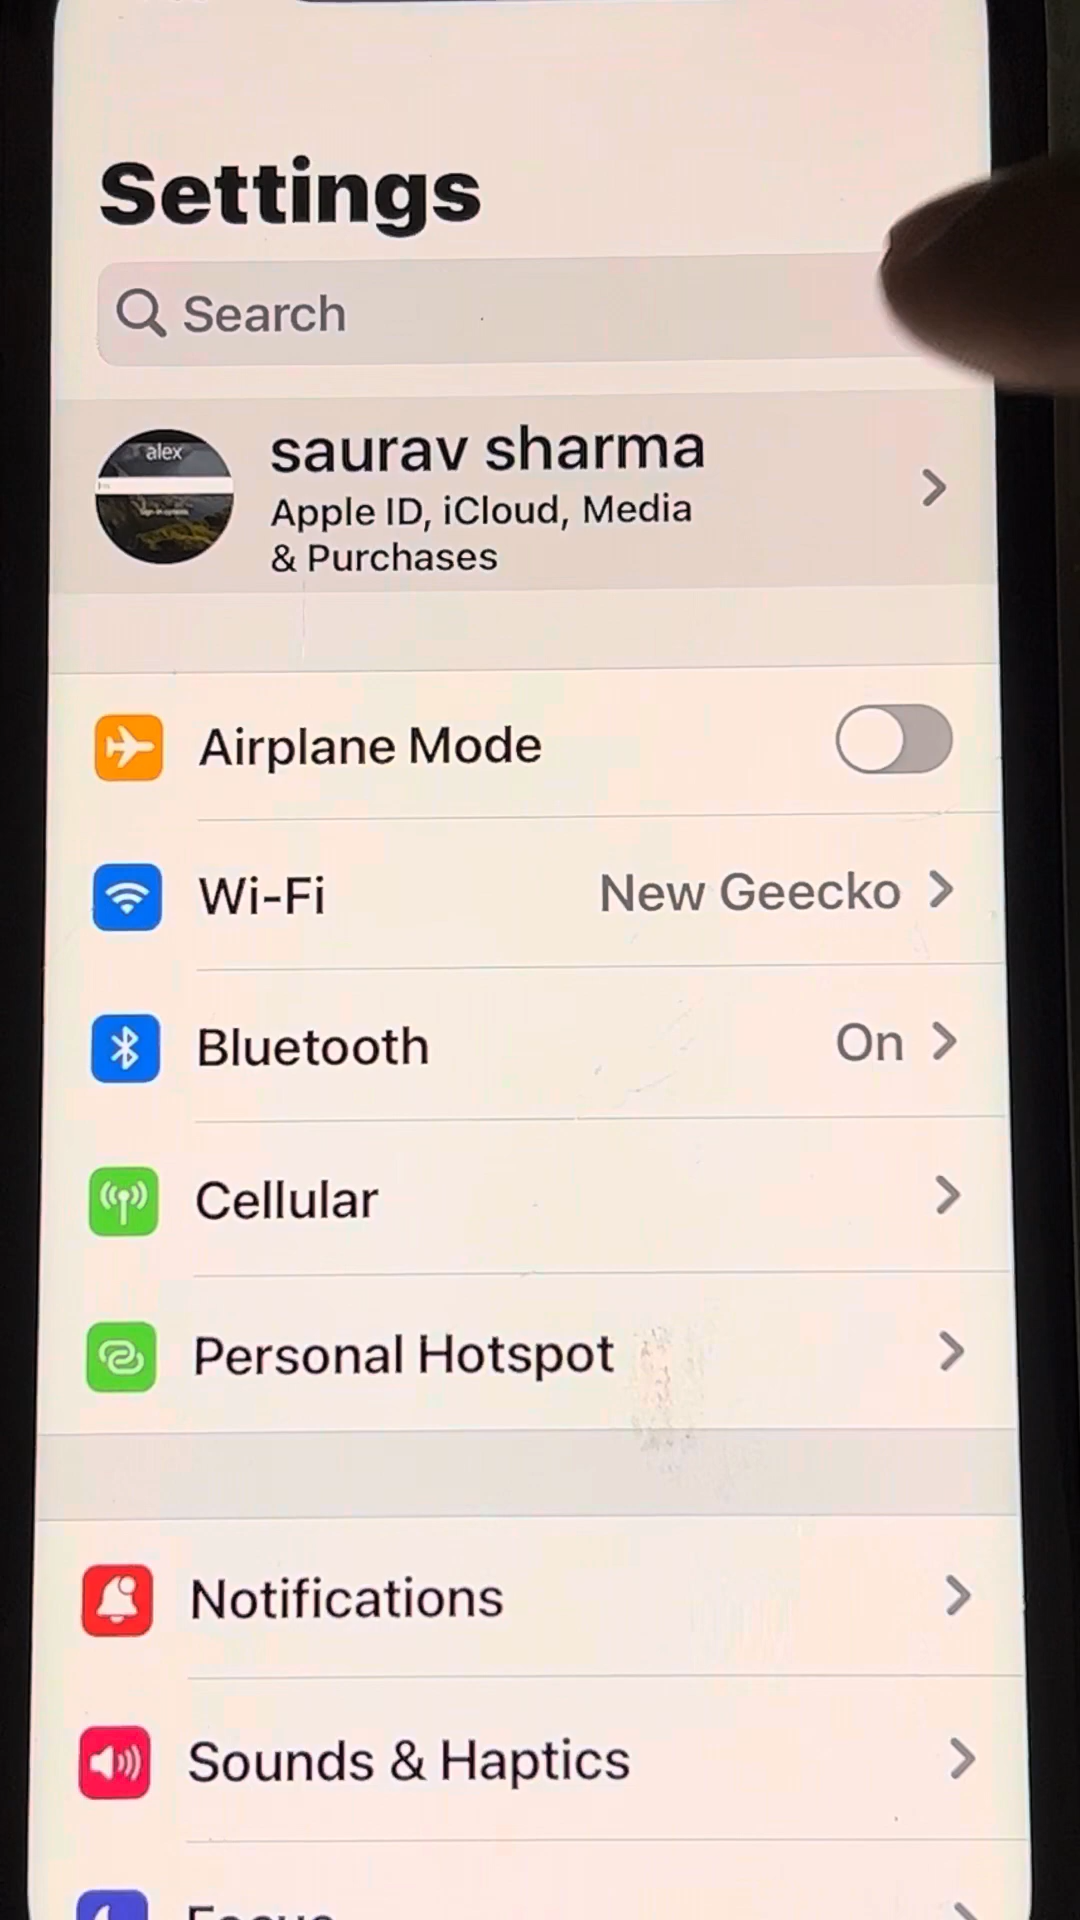 Settings
Search
alex
saurav sharma
Apple ID, iCloud, Media
& Purchases
Airplane Mode
Wi-Fi
New Geecko
Bluetooth
On
Cellular
Personal Hotspot
Notifications
Sounds & Haptics
Focus